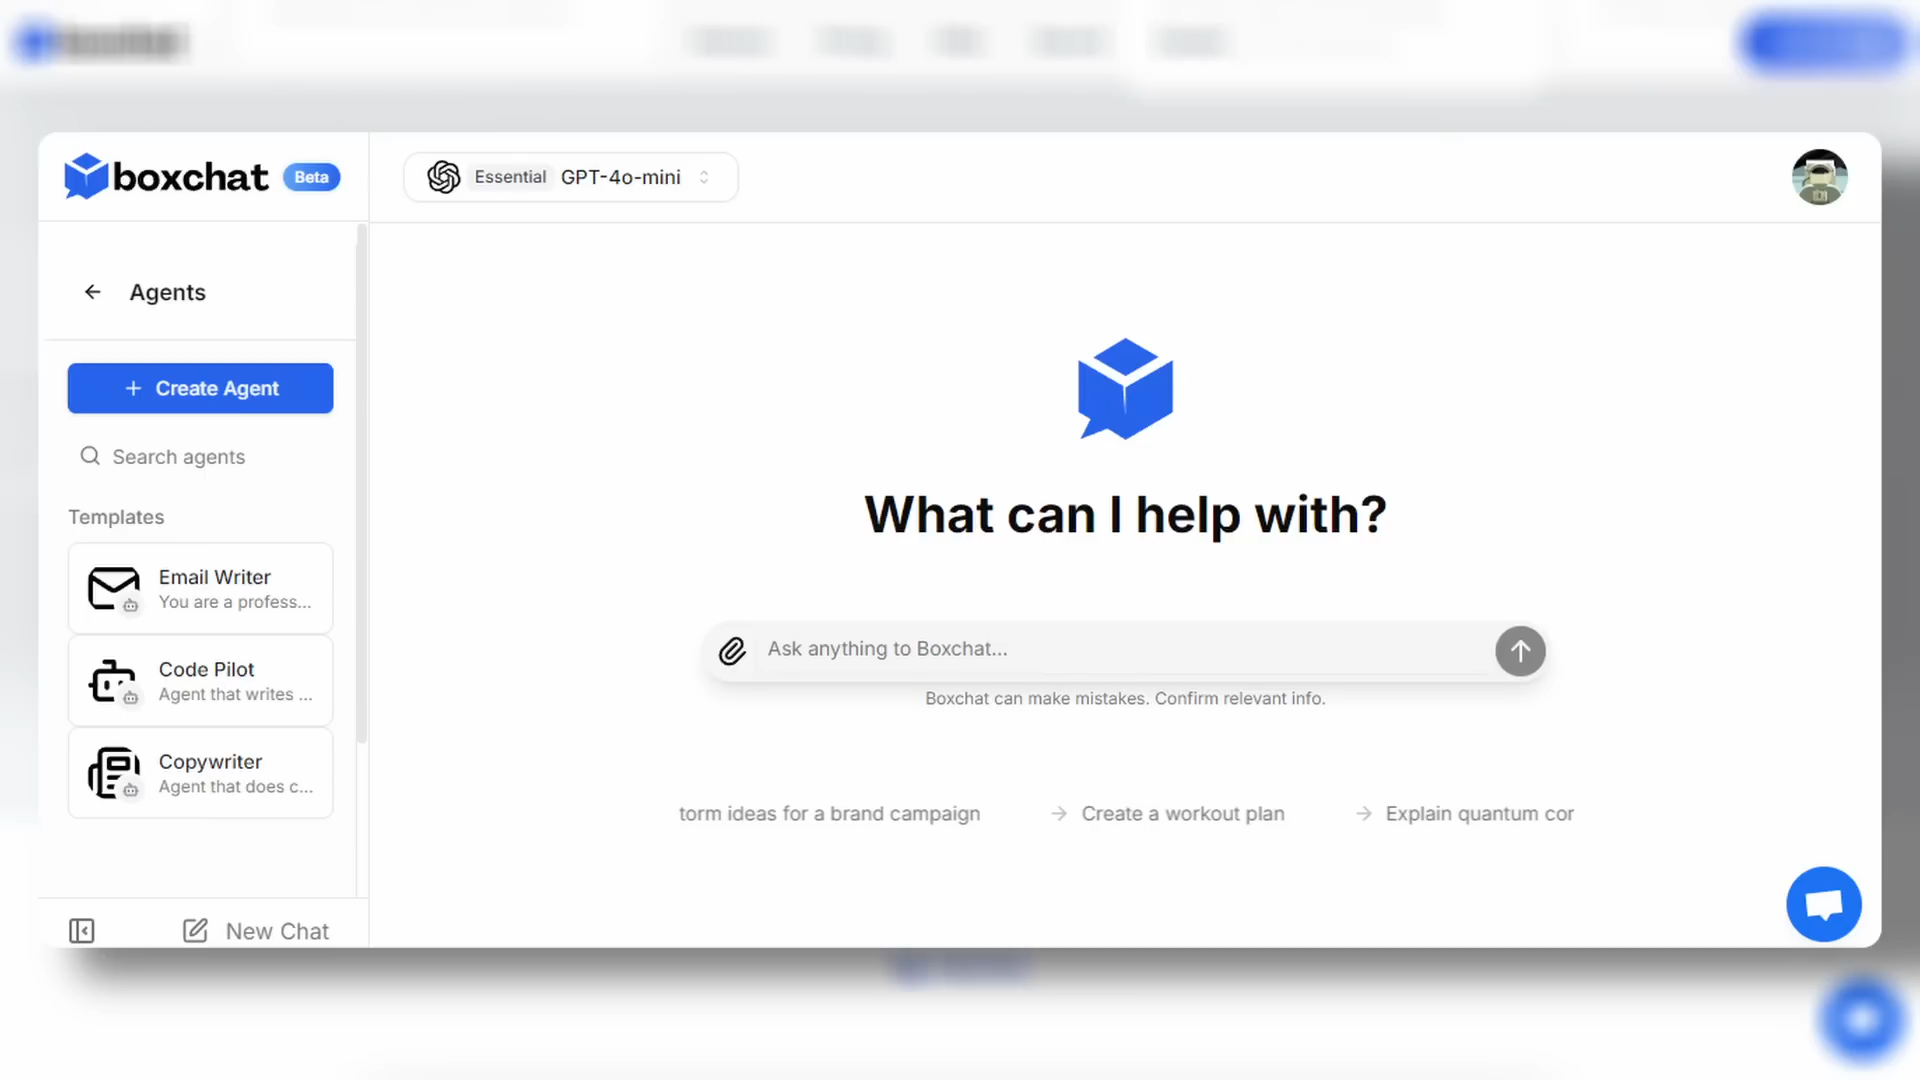 boxchat Beta
Essential GPT-4o-mini
Agents
Create Agent
Search agents
Templates
Email Writer
You are a profess...
Code Pilot
Agent that writes ...
Copywriter
Agent that does c...
New Chat
What can I help with?
Ask anything to Boxchat...
Boxchat can make mistakes. Confirm relevant info.
torm ideas for a brand campaign
Create a workout plan
Explain quantum cor